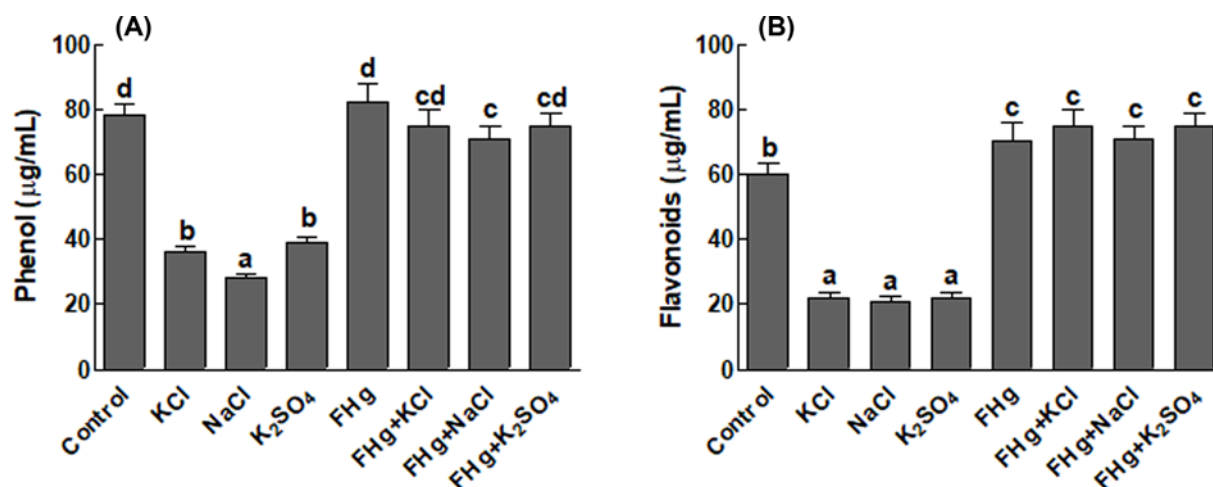 (A)
Phenol (μg/mL)
100
80
60
40
20
0
d
b
a
b
d
cd
c
cd
Control
KCl
NaCl
K₂SO₄
FHg
FHg+KCl
FHg+NaCl
FHg+K₂SO₄
(B)
Flavonoids (μg/mL)
100
80
60
40
20
0
b
a
a
a
c
c
c
c
Control
KCl
NaCl
K₂SO₄
FHg
FHg+KCl
FHg+NaCl
FHg+K₂SO₄